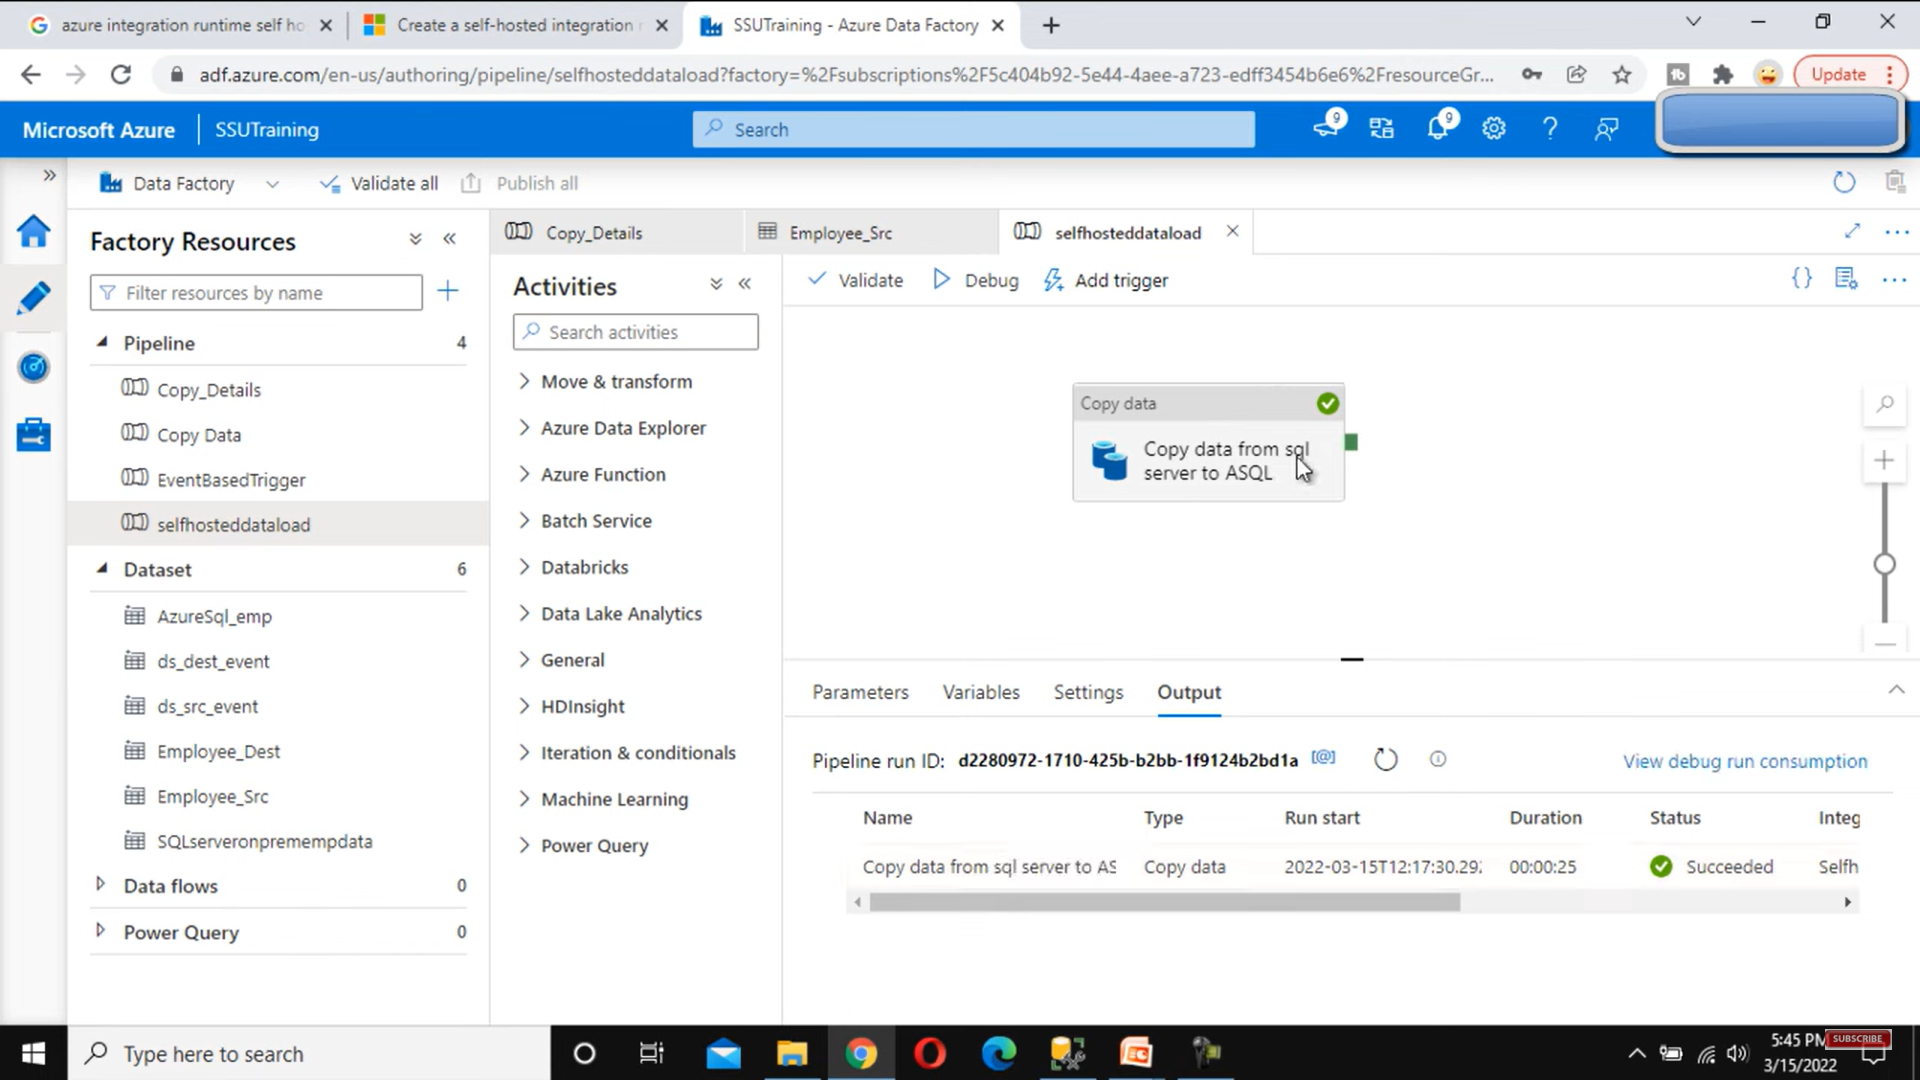 azure integration runtime self ho
Create a self-hosted integration r
SSUTraining - Azure Data Factory
adf.azure.com/en-us/authoring/pipeline/selfhosteddataload?factory=%2Fsubscriptions%2F5c404b92-5e44-4aee-a723-edff3454b6e6%2FresourceGr...
Update
Microsoft Azure
SSUTraining
Search
9
9
Data Factory
Validate all
Publish all
Factory Resources
Filter resources by name
Pipeline 4
Copy_Details
Copy Data
EventBasedTrigger
selfhosteddataload
Dataset 6
AzureSql_emp
ds_dest_event
ds_src_event
Employee_Dest
Employee_Src
SQLserveronprememp­data
Data flows 0
Power Query 0
Copy_Details
Employee_Src
selfhosteddataload
Activities
Search activities
Move & transform
Azure Data Explorer
Azure Function
Batch Service
Databricks
Data Lake Analytics
General
HDInsight
Iteration & conditionals
Machine Learning
Power Query
Validate
Debug
Add trigger
Copy data
Copy data from sql
server to ASQL
Parameters
Variables
Settings
Output
Pipeline run ID: d2280972-1710-425b-b2bb-1f9124b2bd1a
View debug run consumption
Name Type Run start Duration Status Integ
Copy data from sql server to AS Copy data 2022-03-15T12:17:30.29 00:00:25 Succeeded Selfh
Type here to search
5:45 PM
3/15/2022
SUBSCRIBE